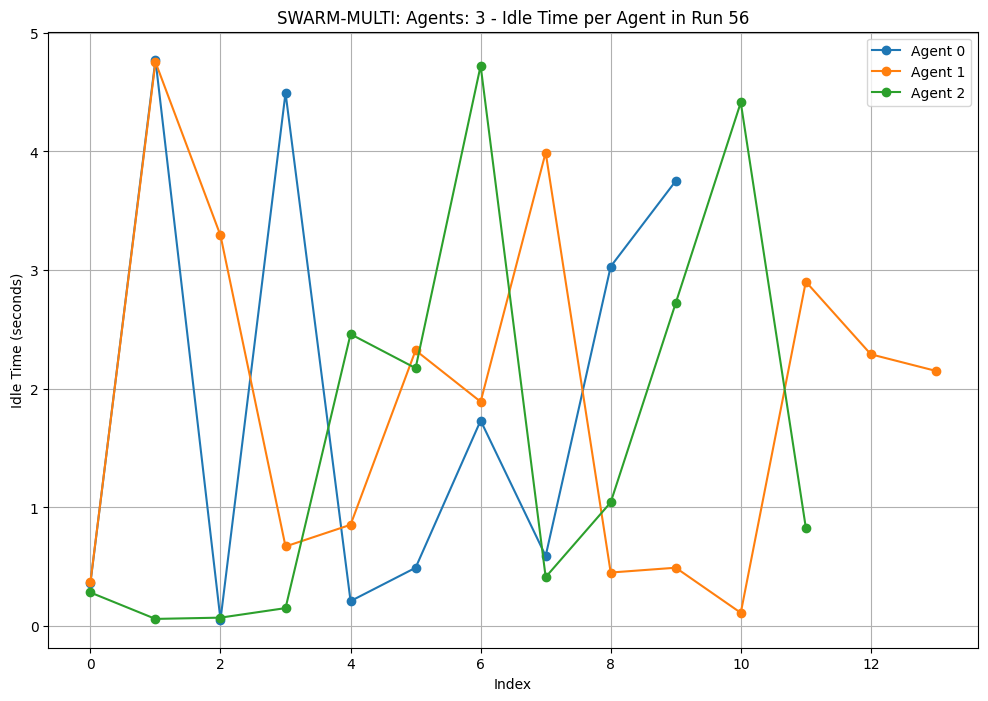 SWARM-MULTI: Agents: 3 - Idle Time per Agent in Run 56
Agent 0
Agent 1
Agent 2
Idle Time (seconds)
5
4
3
2
1
0
0 2 4 6 8 10 12
Index